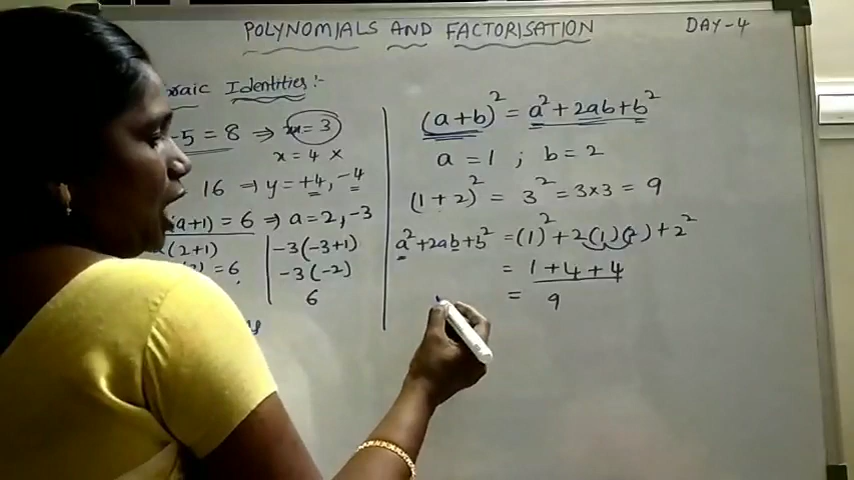 POLYNOMIALS AND FACTORISATION
DAY-4
Identities :-
-5 = 8 ⇒ x = 3
x = 4 ×
16 ⇒ y = +4, -4
(a+1) = 6 ⇒ a = 2, -3
(2+1)
= 6
-3(-3+1)
-3(-2)
6
(a+b)² = a² + 2ab + b²
a = 1 ; b = 2
(1+2)² = 3² = 3×3 = 9
a²+2ab+b² = (1)² + 2(1)(2) + 2²
= 1+4+4
= 9